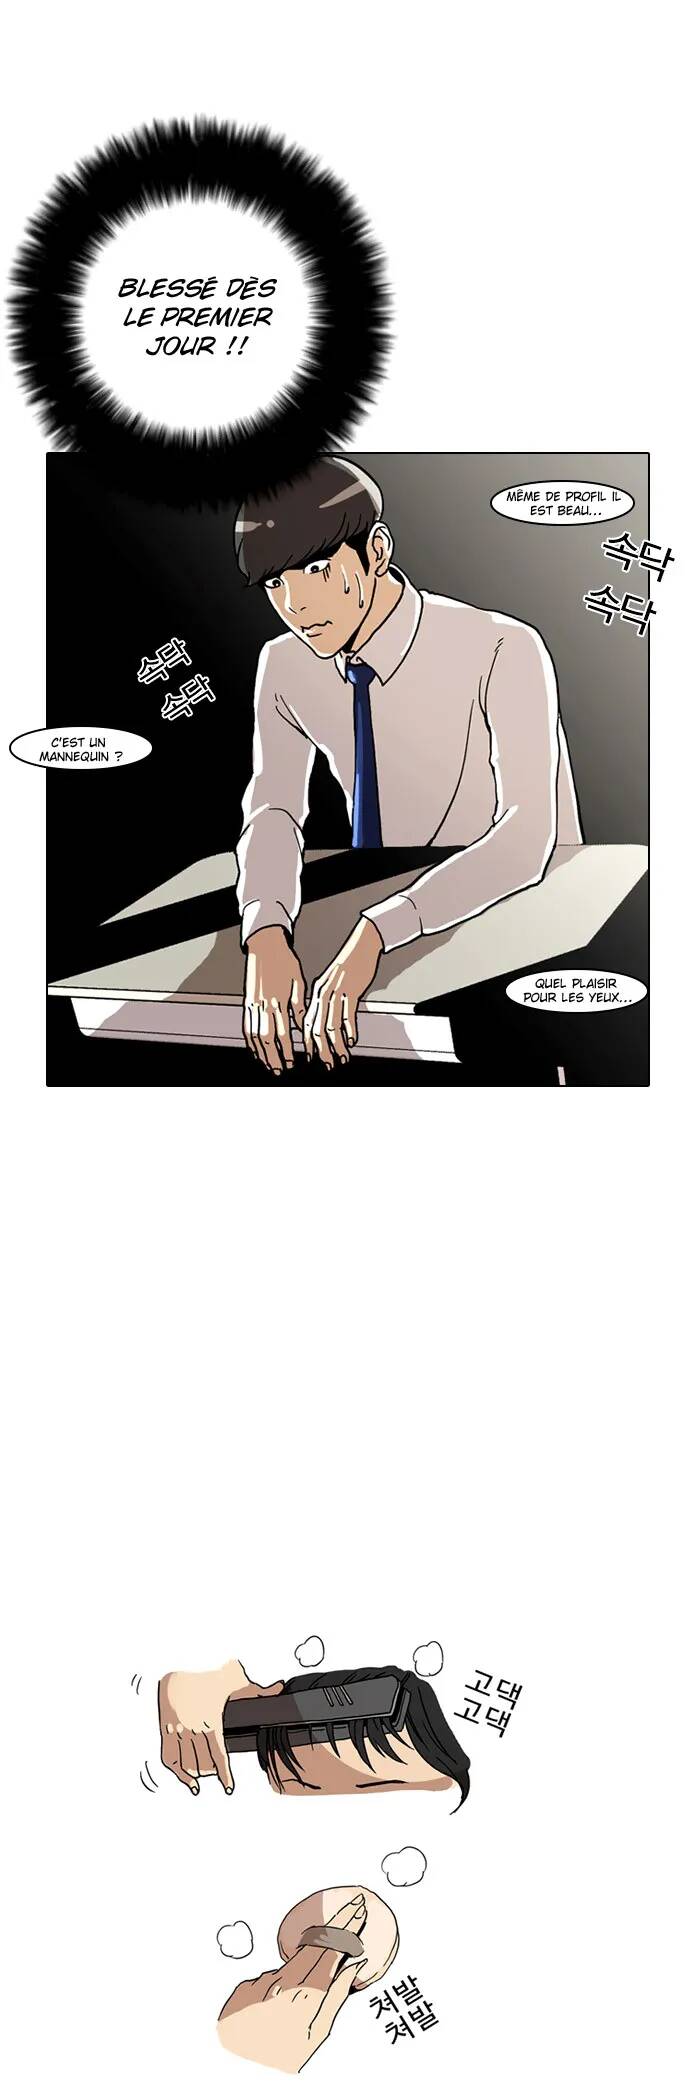 BLESSÉ DÈS
LE PREMIER
JOUR !!
MÊME DE PROFIL IL
EST BEAU...
속닥
속닥
속닥
속닥
C'EST UN
MANNEQUIN ?
QUEL PLAISIR
POUR LES YEUX...
고댁
고댁
쳐발
쳐발